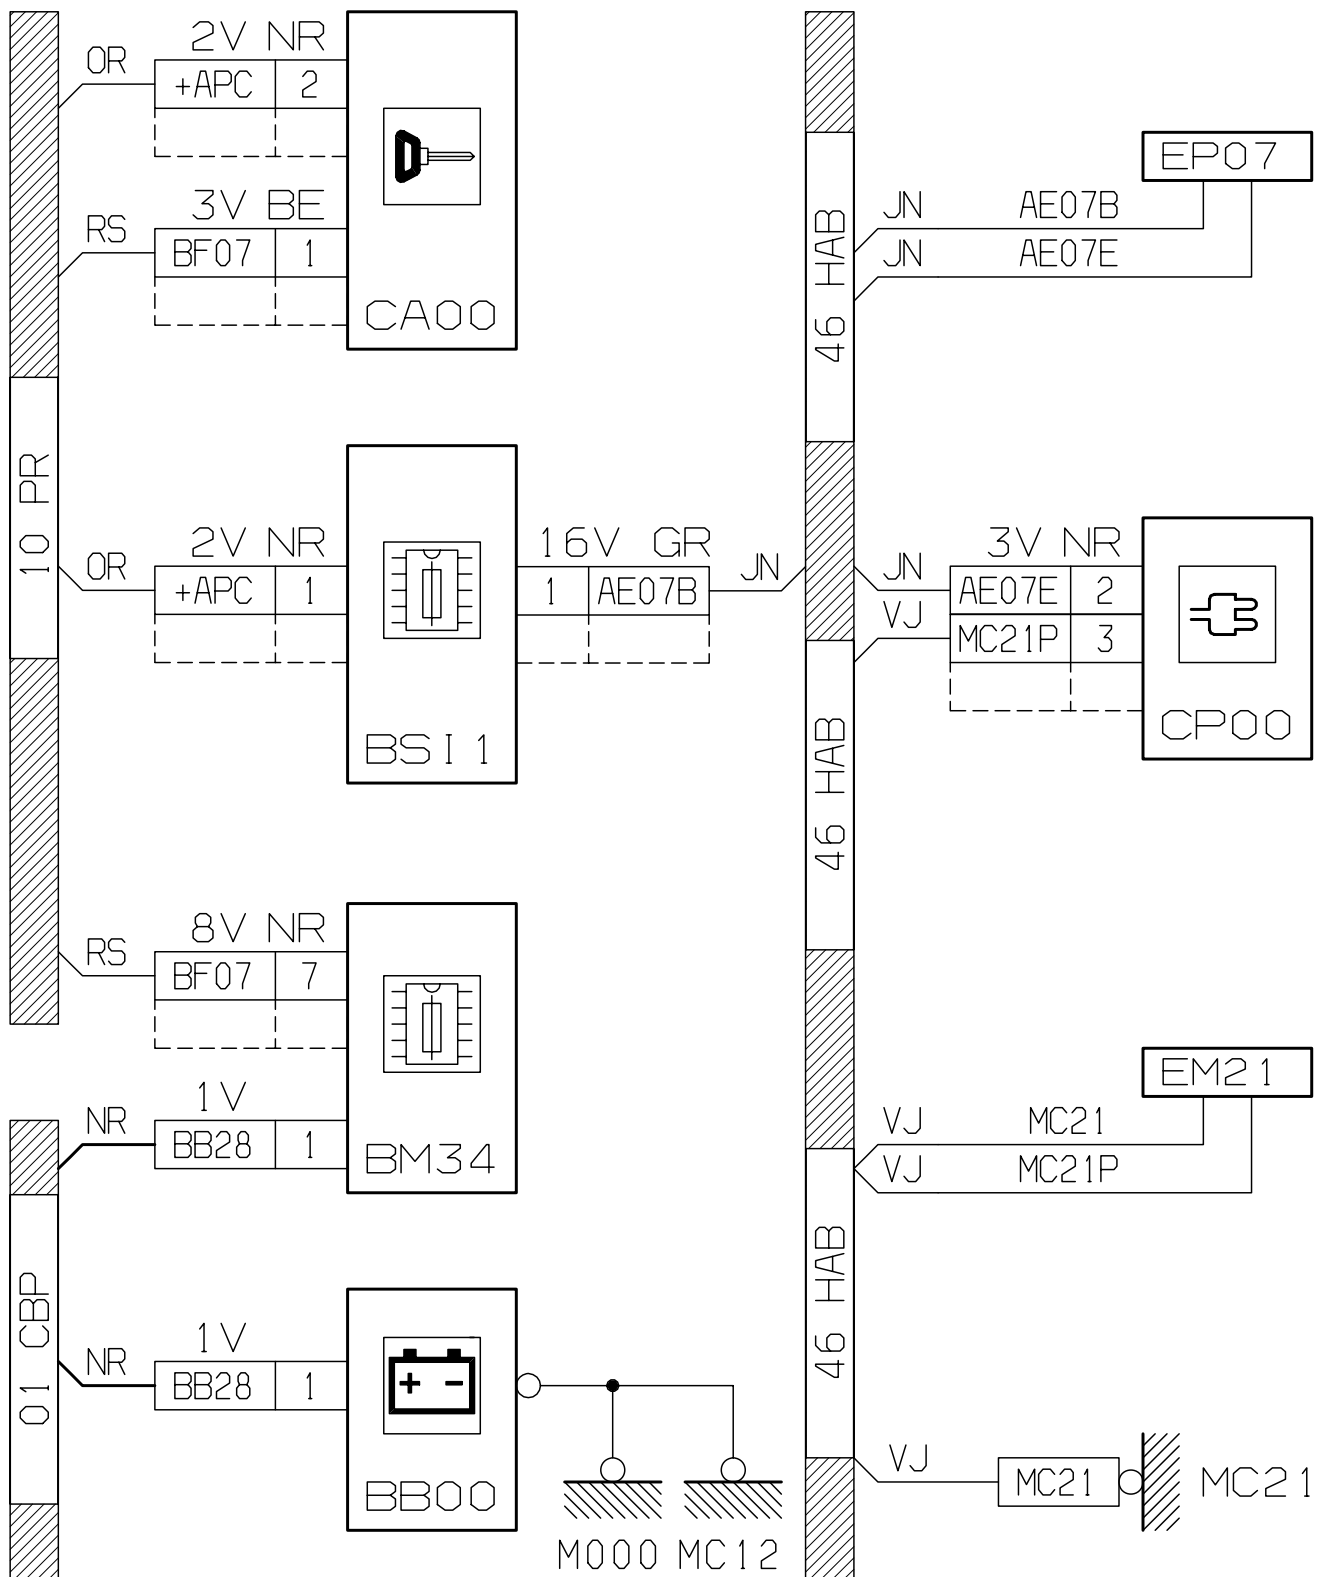 2V NR
OR
+APC 2
3V BE
RS
BF07 1
CA00
10 PR
2V NR
OR
+APC 1
BSI1
16V GR
1 AE07B
JN
8V NR
RS
BF07 7
1V
NR
BB28 1
BM34
01 CBP
1V
NR
BB28 1
BB00
M000 MC12
46 HAB
EP07
JN AE07B
JN AE07E
3V NR
JN
AE07E 2
VJ
MC21P 3
CP00
46 HAB
EM21
VJ MC21
VJ MC21P
46 HAB
VJ
MC21
MC21